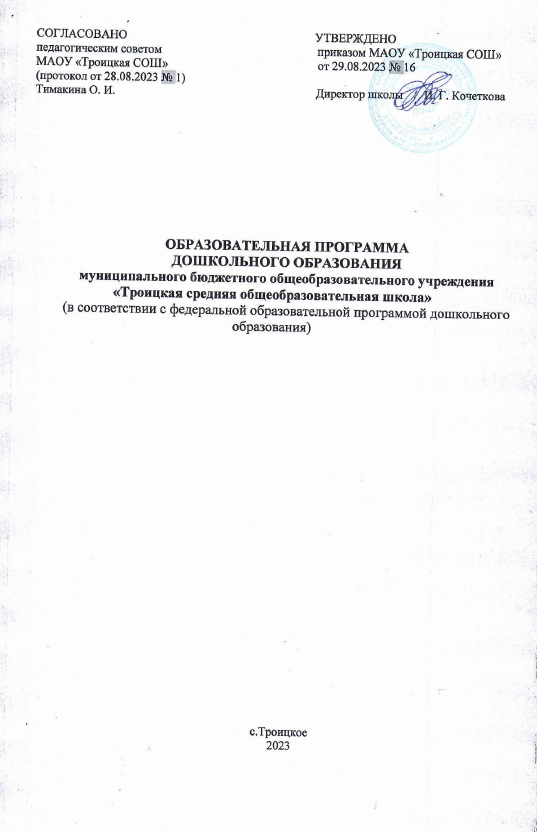 СОГЛАСОВАНО
педагогическим советом
МАОУ «Троицкая СОШ»
(протокол от 28.08.2023 № 1)
Тимакина О. И.
УТВЕРЖДЕНО
приказом МАОУ «Троицкая СОШ»
от 29.08.2023 № 16
Директор школы И. Г. Кочеткова
ОБРАЗОВАТЕЛЬНАЯ ПРОГРАММА
ДОШКОЛЬНОГО ОБРАЗОВАНИЯ
муниципального бюджетного общеобразовательного учреждения
«Троицкая средняя общеобразовательная школа»
(в соответствии с федеральной образовательной программой дошкольного
образования)
с.Троицкое
2023